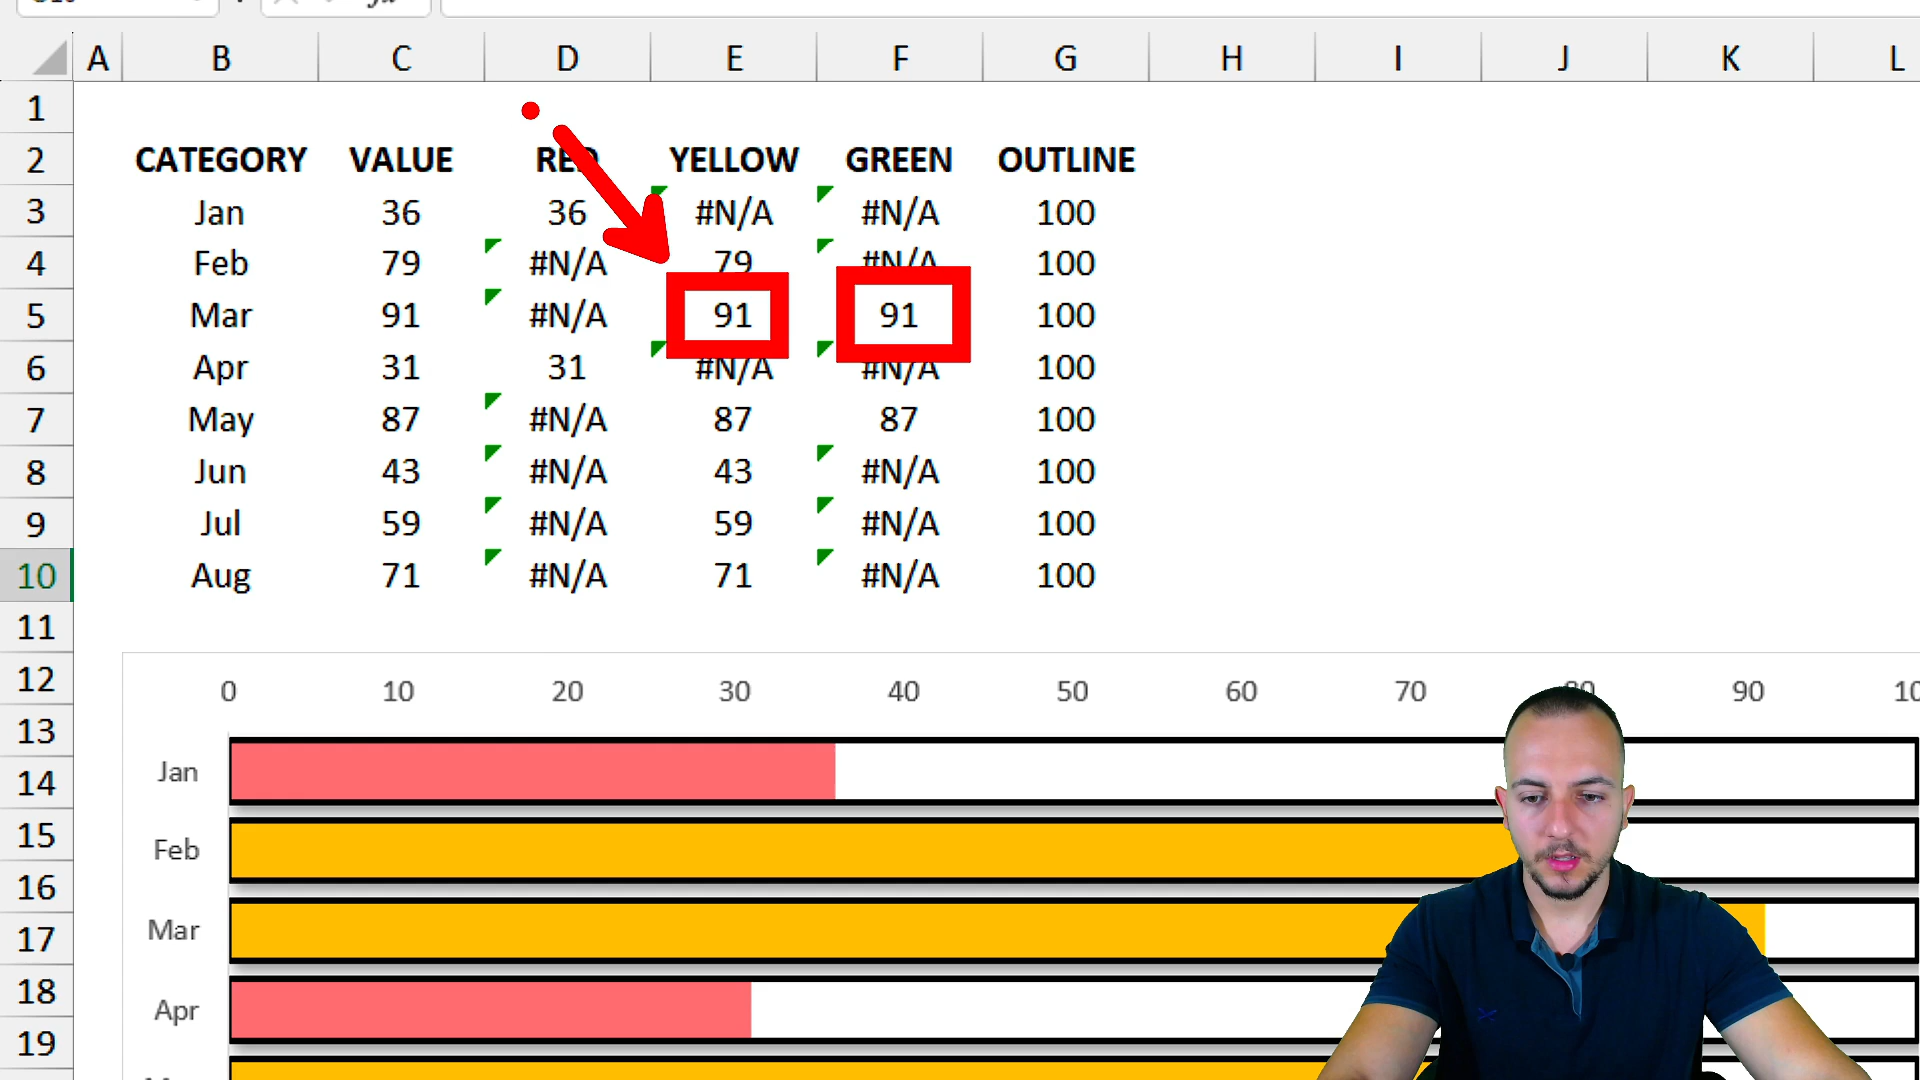 A B C D E F G H I J K L
1
2 CATEGORY VALUE RED YELLOW GREEN OUTLINE
3 Jan 36 36 #N/A #N/A 100
4 Feb 79 #N/A 79 #N/A 100
5 Mar 91 #N/A 91 91 100
6 Apr 31 31 #N/A #N/A 100
7 May 87 #N/A 87 87 100
8 Jun 43 #N/A 43 #N/A 100
9 Jul 59 #N/A 59 #N/A 100
10 Aug 71 #N/A 71 #N/A 100
11
12 0 10 20 30 40 50 60 70 80 90
13
14 Jan
15 Feb
16
17 Mar
18 Apr
19